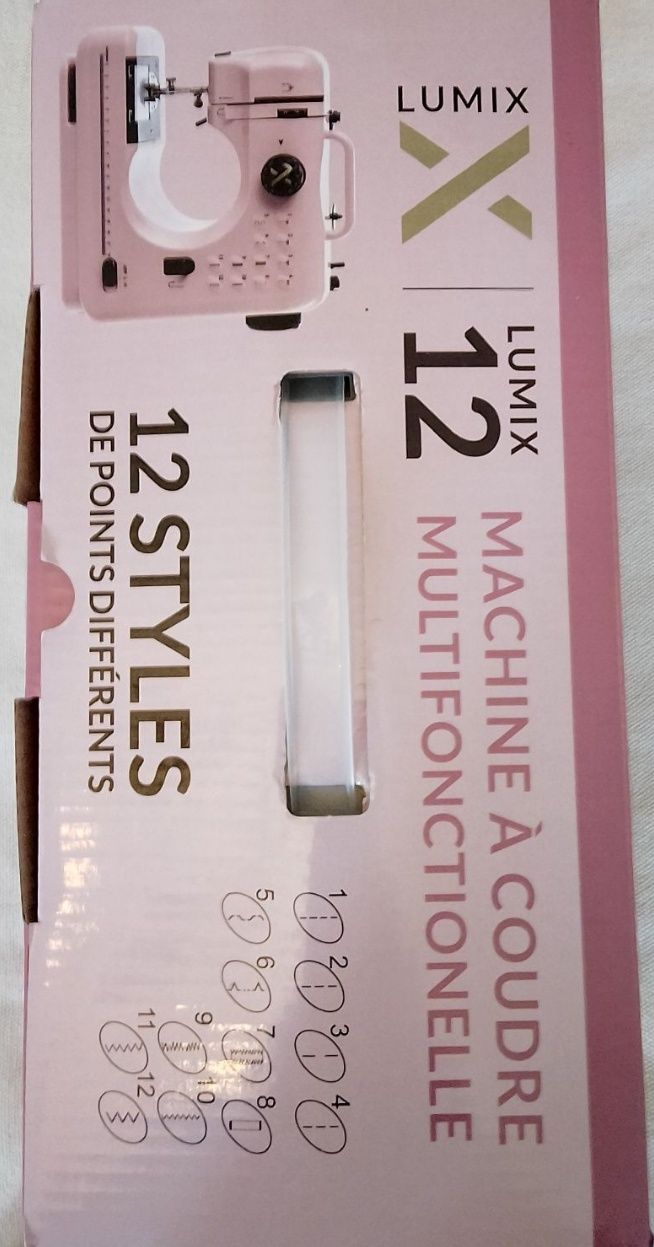 LUMIX
X
LUMIX
12
MACHINE À COUDRE
MULTIFONCTIONELLE
12 STYLES
DE POINTS DIFFÉRENTS
1 2 3 4
5 6 7 8
9 10
11 12